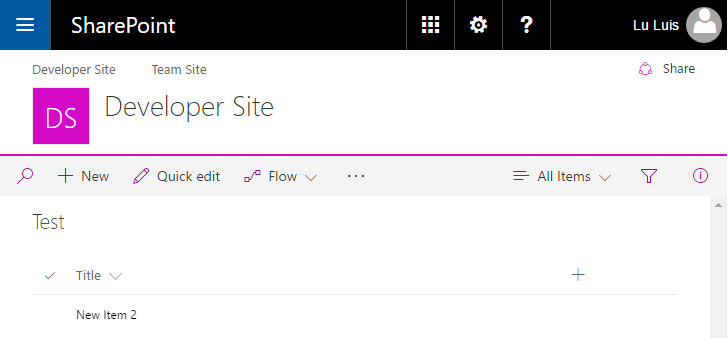 SharePoint
?
Lu Luis
Developer Site Team Site
Share
DS
Developer Site
New Quick edit Flow ... All Items
Test
Title
New Item 2